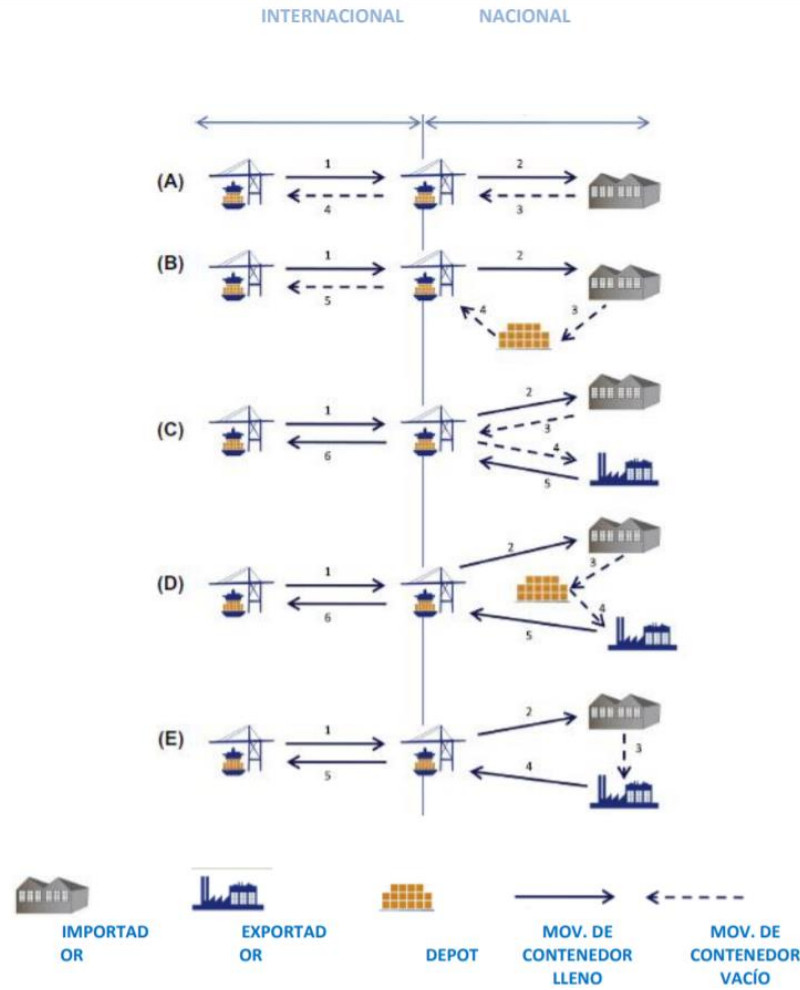 INTERNACIONAL NACIONAL
(A) 1 2
4 3
(B) 1 2
5 4 3
(C) 1 2
3
6 4
5
(D) 1 2 3
6 5 4
(E) 1 2
3
5 4
IMPORTAD EXPORTAD MOV. DE MOV. DE
OR OR DEPOT CONTENEDOR CONTENEDOR
LLENO VACÍO